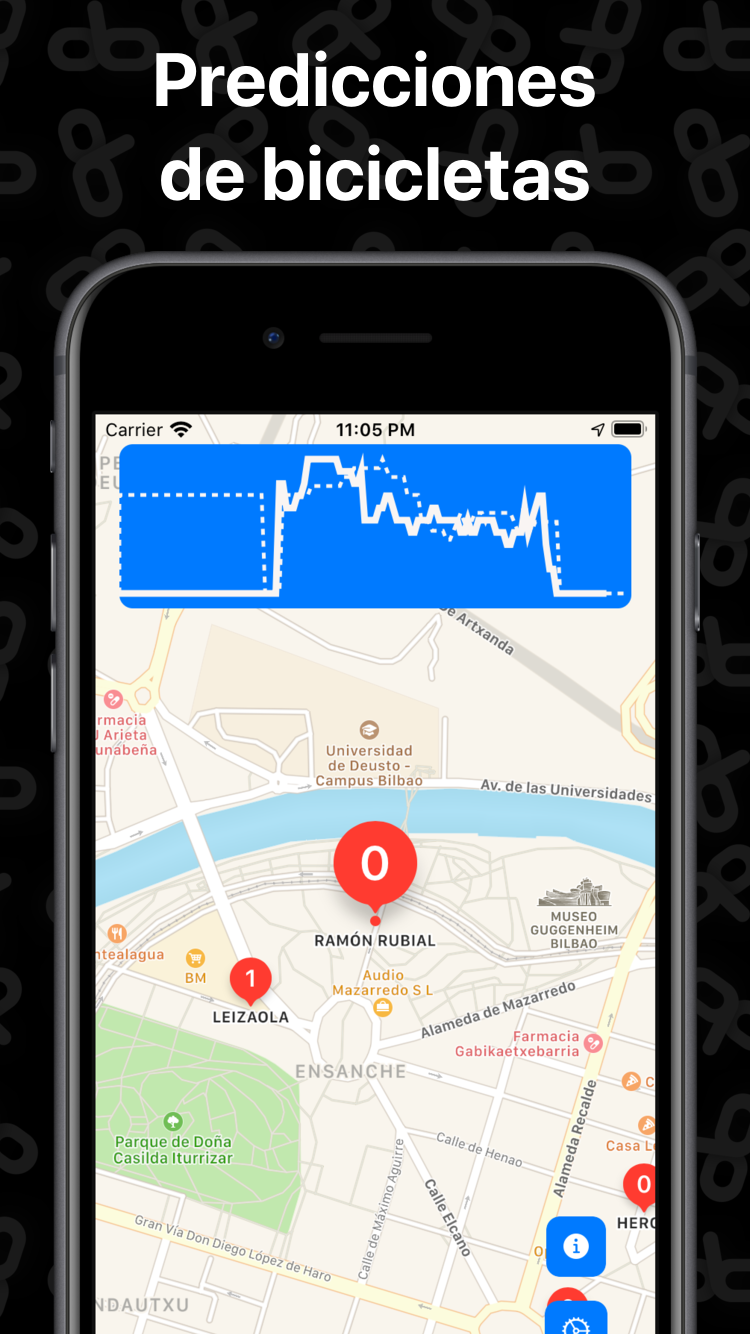 Predicciones
de bicicletas
Carrier
11:05 PM
de Artxanda
rmacia
J Arieta
unabeña
Universidad
de Deusto -
Campus Bilbao
Av. de las Universidades
0
MUSEO
GUGGENHEIM
BILBAO
RAMÓN RUBIAL
ntealagua
BM
1
LEIZAOLA
Audio
Mazarredo S L
Alameda de Mazarredo
Farmacia
Gabikaetxebarria
ENSANCHE
C
Parque de Doña
Casilda Iturrizar
Calle de Henao
Alameda Recalde
Casa L
0
HERO
Calle de Máximo Aguirre
Calle Elcano
Gran Vía Don Diego López de Haro
i
NDAUTXU